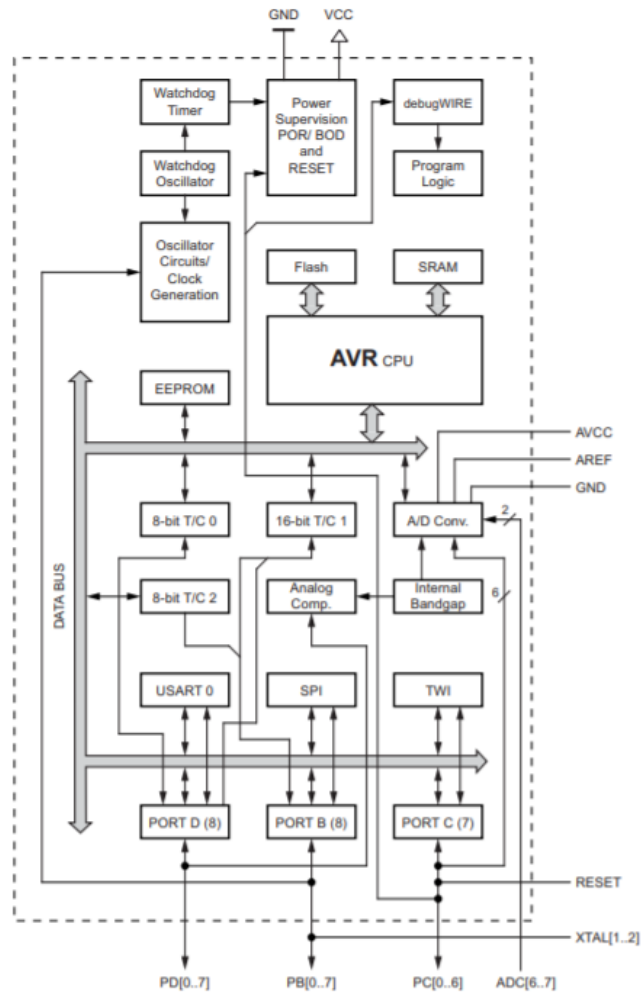 GND VCC
Watchdog
Timer
Power
Supervision
POR/ BOD
and
RESET
debugWIRE
Watchdog
Oscillator
Program
Logic
Oscillator
Circuits/
Clock
Generation
Flash
SRAM
AVR CPU
EEPROM
AVCC
AREF
GND
8-bit T/C 0
16-bit T/C 1
A/D Conv.
2
8-bit T/C 2
Analog
Comp.
Internal
Bandgap
6
DATA BUS
USART 0
SPI
TWI
PORT D (8)
PORT B (8)
PORT C (7)
RESET
XTAL[1..2]
PD[0..7]
PB[0..7]
PC[0..6]
ADC[6..7]